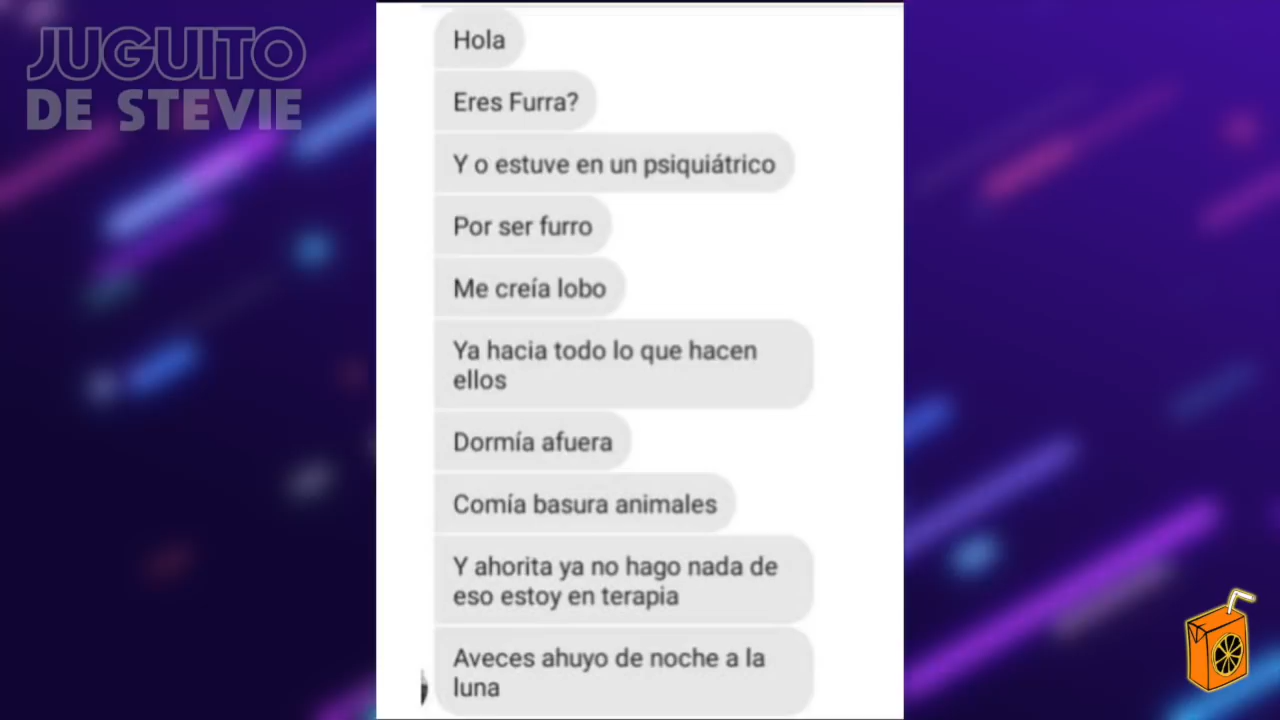 JUGUITO
DE STEVIE
Hola
Eres Furra?
Y o estuve en un psiquiátrico
Por ser furro
Me creía lobo
Ya hacia todo lo que hacen
ellos
Dormía afuera
Comía basura animales
Y ahorita ya no hago nada de
eso estoy en terapia
Aveces ahuyo de noche a la
luna